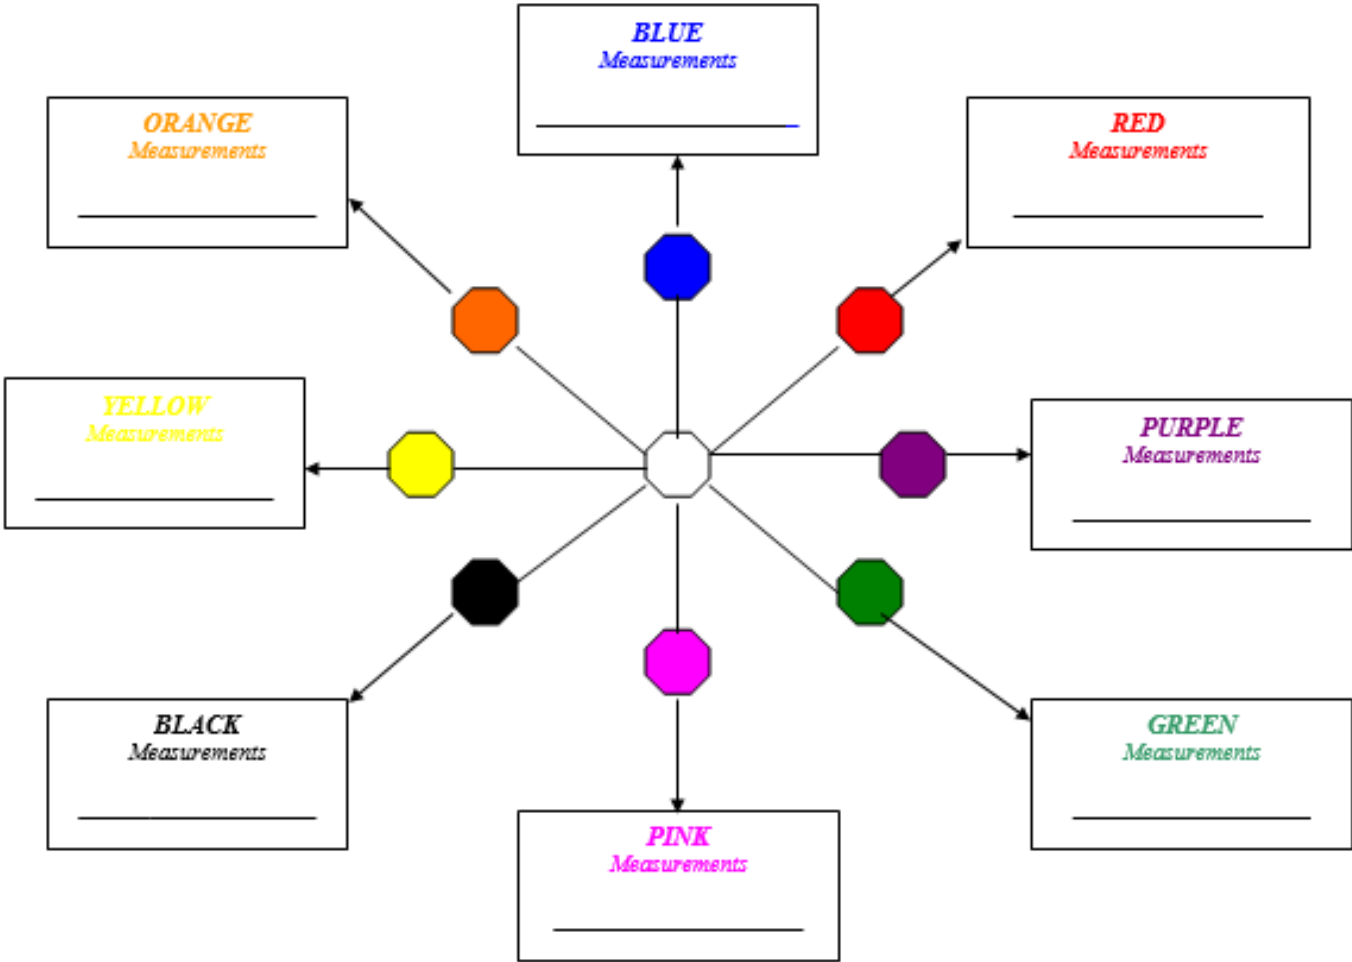 BLUE
Measurements
ORANGE
Measurements
RED
Measurements
YELLOW
Measurements
PURPLE
Measurements
BLACK
Measurements
GREEN
Measurements
PINK
Measurements